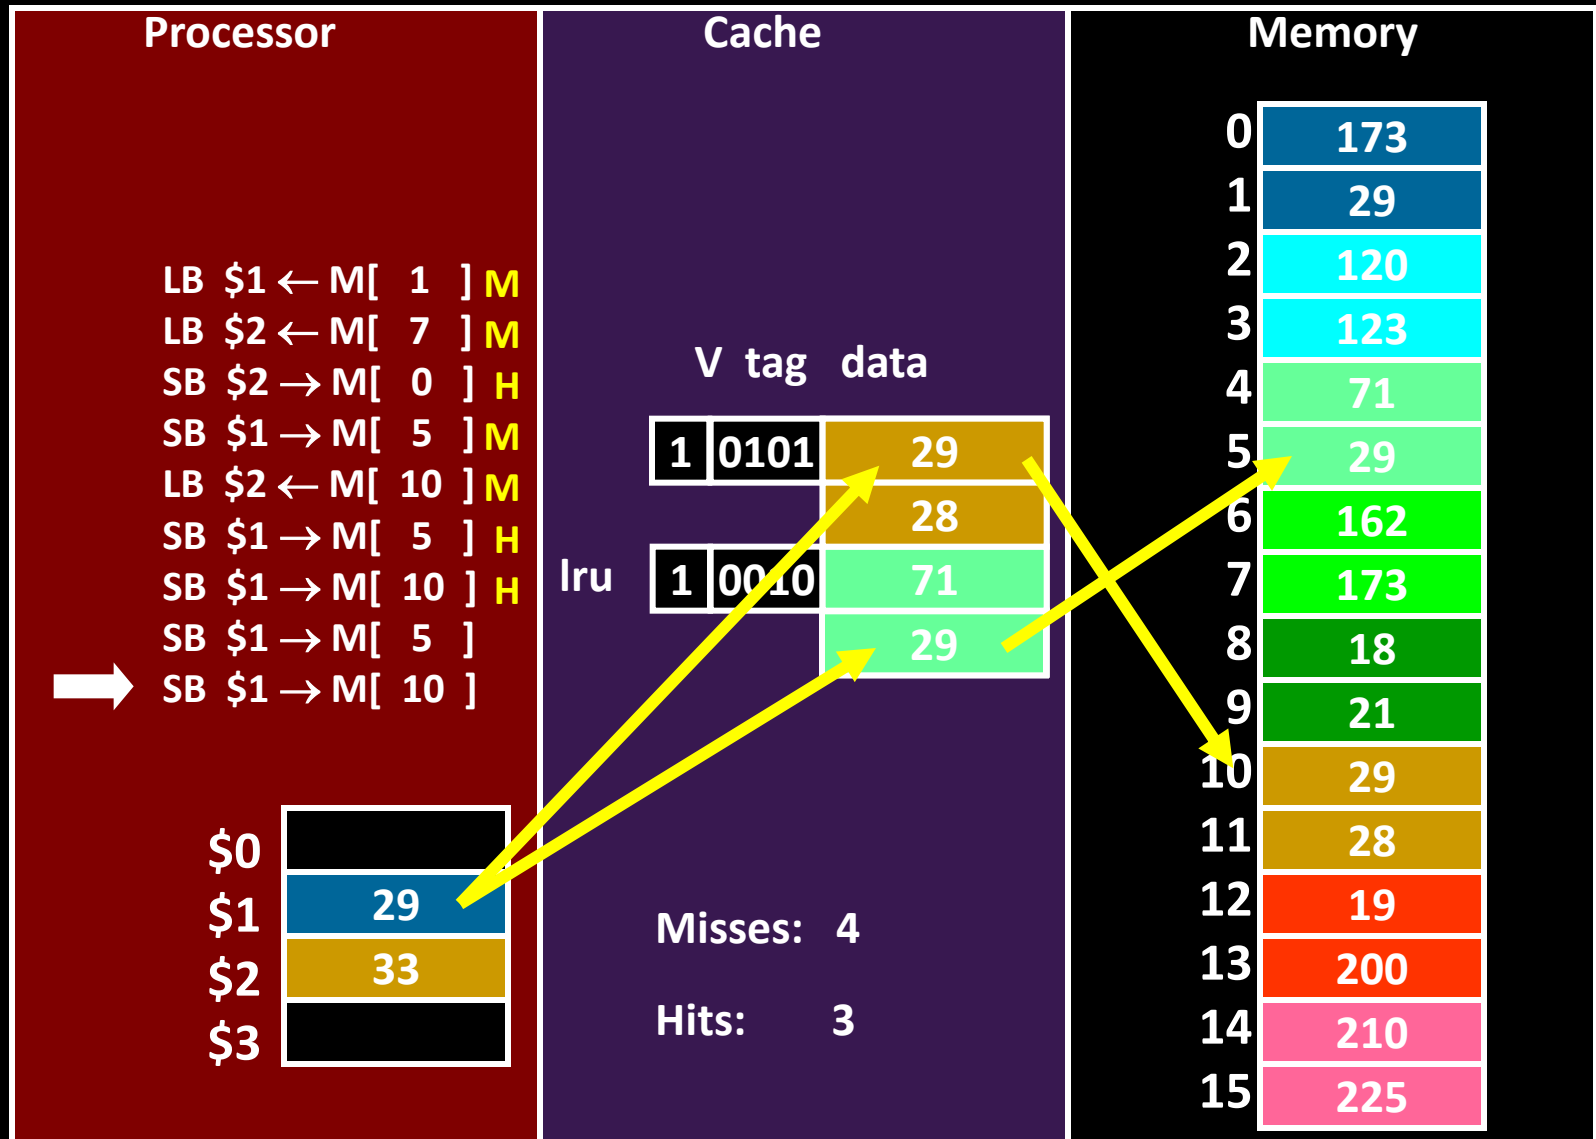 Processor
LB $1 ← M[ 1 ] M
LB $2 ← M[ 7 ] M
SB $2 → M[ 0 ] H
SB $1 → M[ 5 ] M
LB $2 ← M[ 10 ] M
SB $1 → M[ 5 ] H
SB $1 → M[ 10 ] H
SB $1 → M[ 5 ]
SB $1 → M[ 10 ]
$0
$1 29
$2 33
$3
Cache
V tag data
1 0101 29
28
lru 1 0010 71
29
Misses: 4
Hits: 3
Memory
0 173
1 29
2 120
3 123
4 71
5 29
6 162
7 173
8 18
9 21
10 29
11 28
12 19
13 200
14 210
15 225